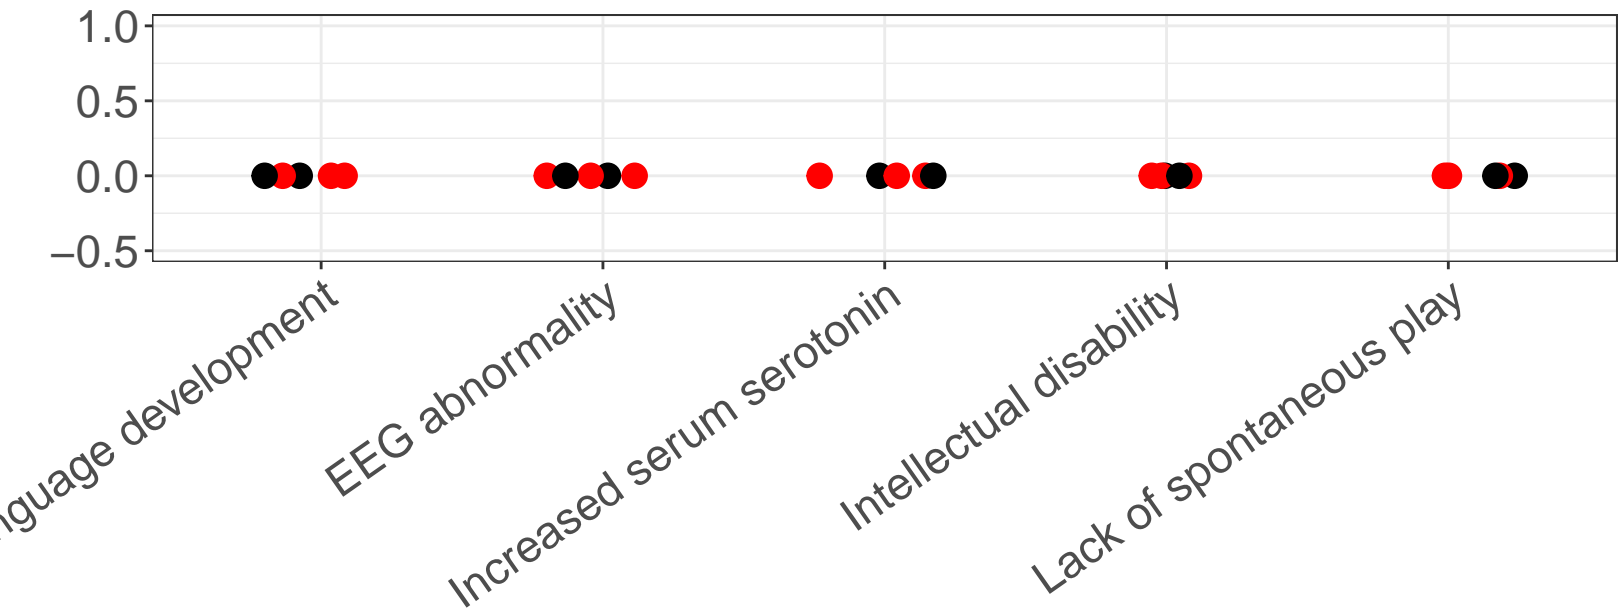 1.0
0.5
0.0
−0.5
development
EEG abnormality
Increased serum serotonin
Intellectual disability
Lack of spontaneous play